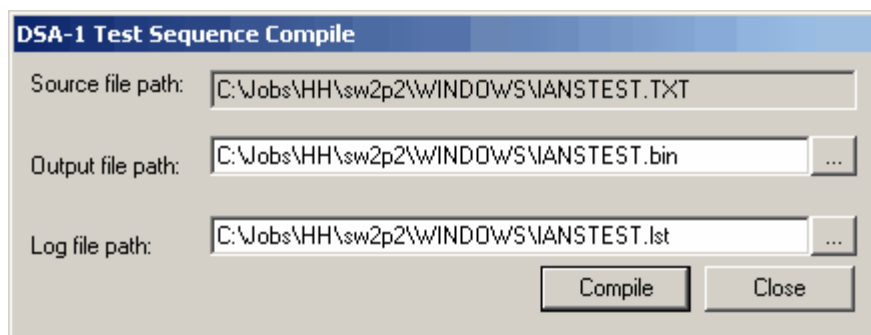 DSA-1 Test Sequence Compile
Source file path: C:\Jobs\HH\sw2p2\WINDOWS\IANSTEST.TXT
Output file path: C:\Jobs\HH\sw2p2\WINDOWS\IANSTEST.bin ...
Log file path: C:\Jobs\HH\sw2p2\WINDOWS\IANSTEST.lst ...
Compile Close